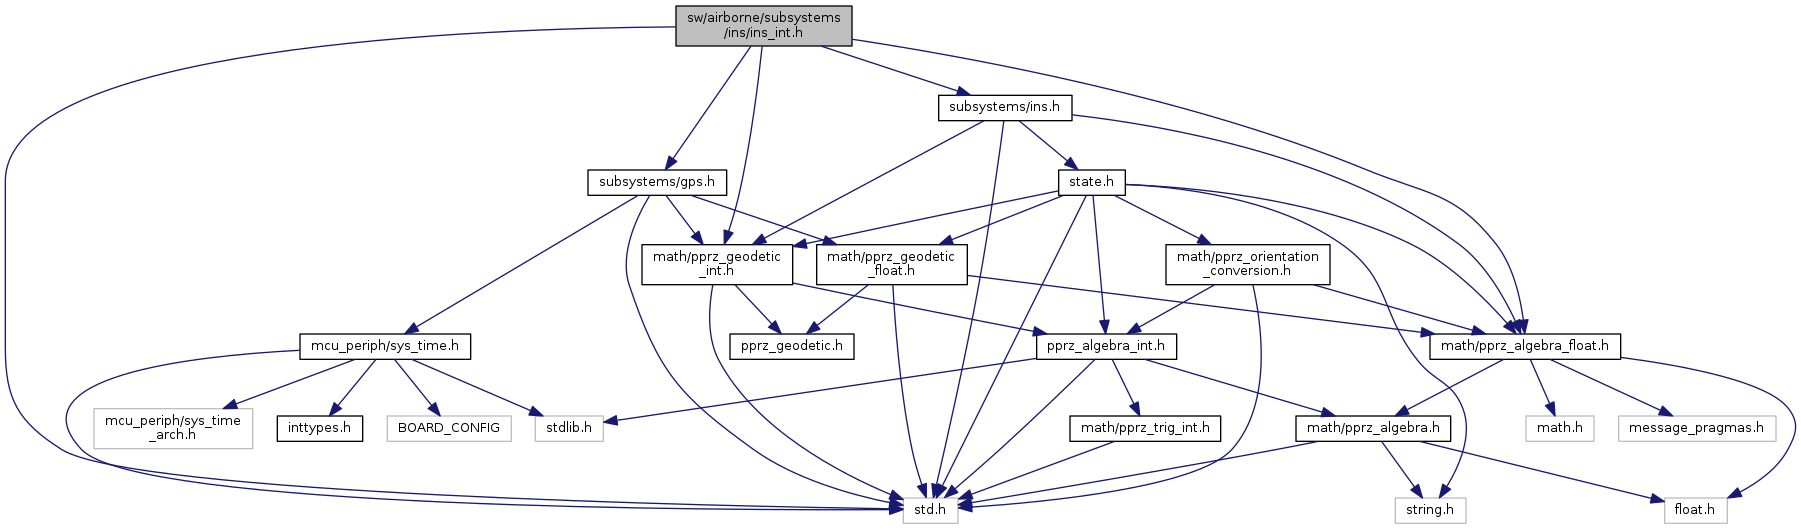 sw/airborne/subsystems
/ins/ins_int.h
subsystems/ins.h
subsystems/gps.h
state.h
math/pprz_geodetic
_int.h
math/pprz_geodetic
_float.h
math/pprz_orientation
_conversion.h
mcu_periph/sys_time.h
pprz_geodetic.h
pprz_algebra_int.h
math/pprz_algebra_float.h
mcu_periph/sys_time
_arch.h
inttypes.h
BOARD_CONFIG
stdlib.h
math/pprz_trig_int.h
math/pprz_algebra.h
math.h
message_pragmas.h
std.h
string.h
float.h